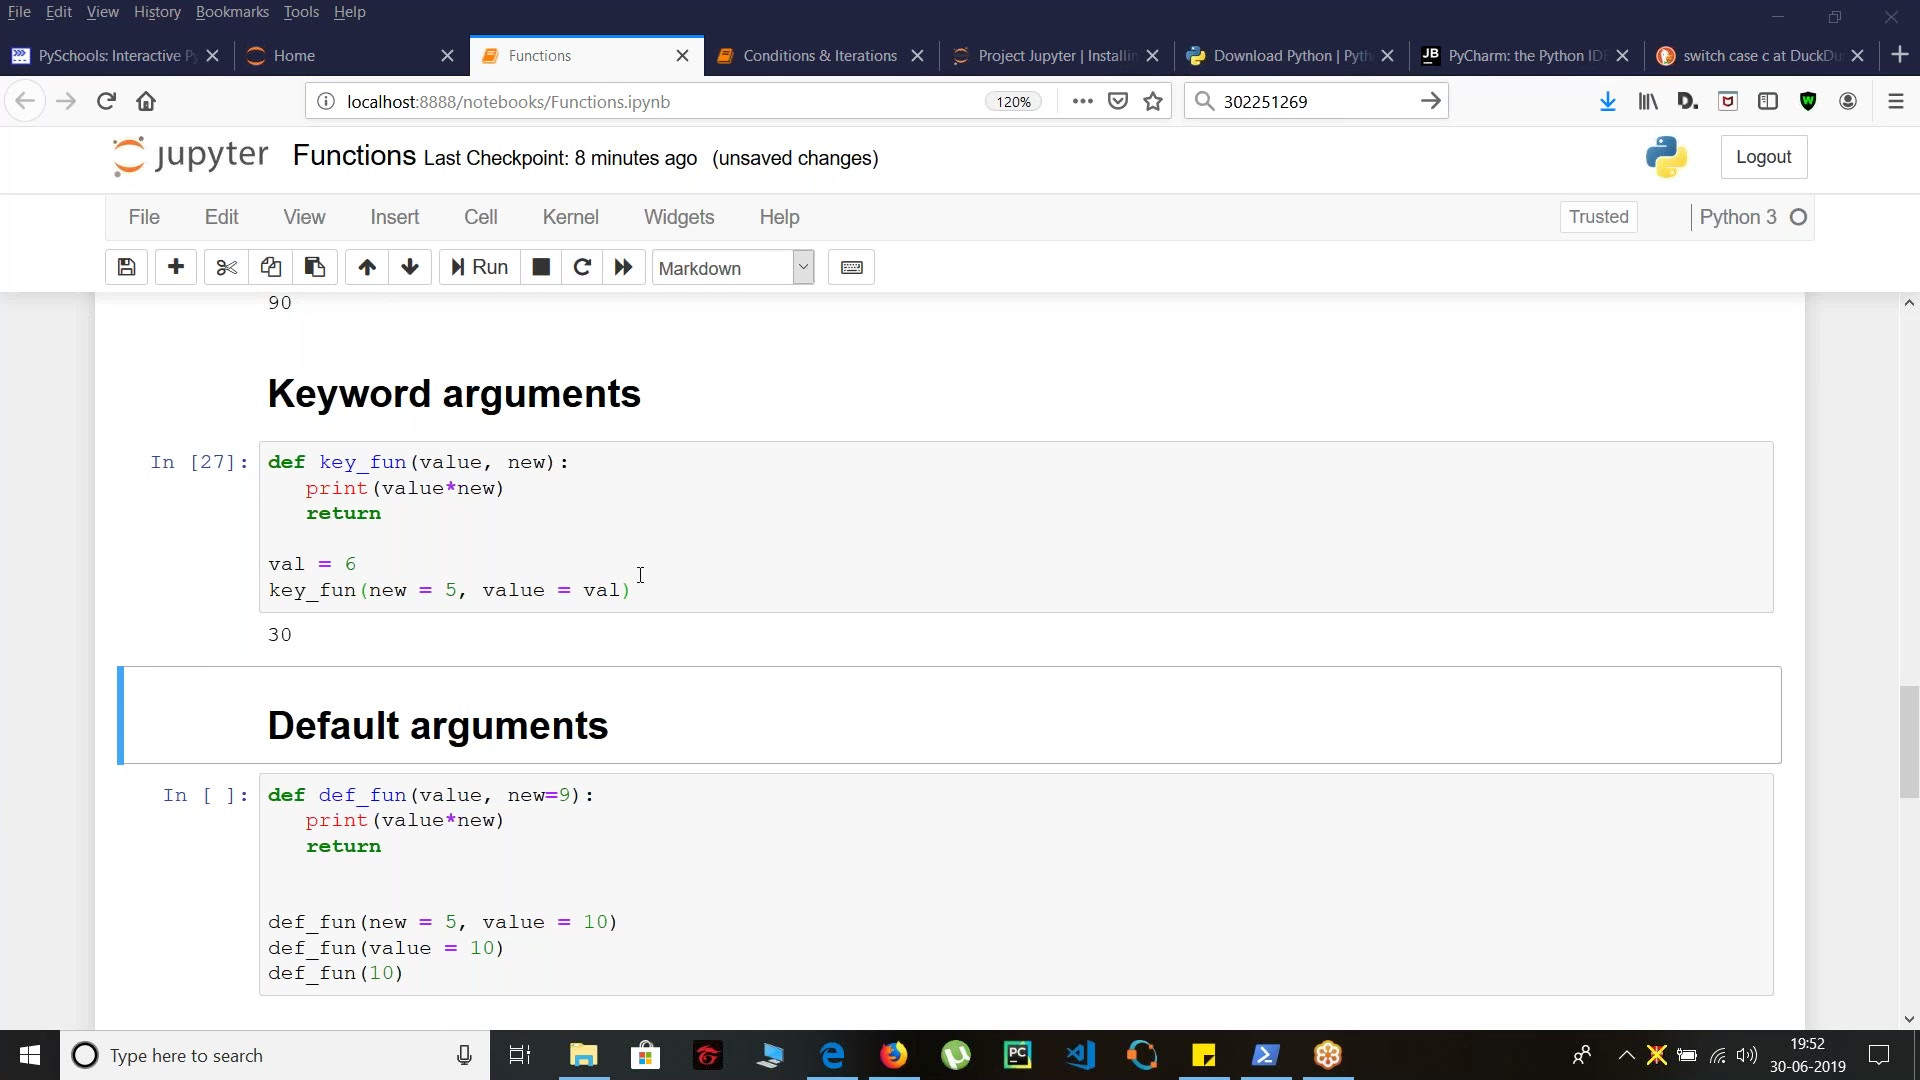 File Edit View History Bookmarks Tools Help
PySchools: Interactive Py
Home
Functions
Conditions & Iterations
Project Jupyter | Installin
Download Python | Pyth
PyCharm: the Python IDE
switch case c at DuckDu
localhost:8888/notebooks/Functions.ipynb
120%
302251269
jupyter Functions Last Checkpoint: 8 minutes ago (unsaved changes)
Logout
File Edit View Insert Cell Kernel Widgets Help
Trusted
Python 3
Run
Markdown
90
Keyword arguments
In [27]: def key_fun(value, new):
print(value*new)
return
val = 6
key_fun(new = 5, value = val)
30
Default arguments
In [ ]: def def_fun(value, new=9):
print(value*new)
return
def_fun(new = 5, value = 10)
def_fun(value = 10)
def_fun(10)
Type here to search
19:52
30-06-2019